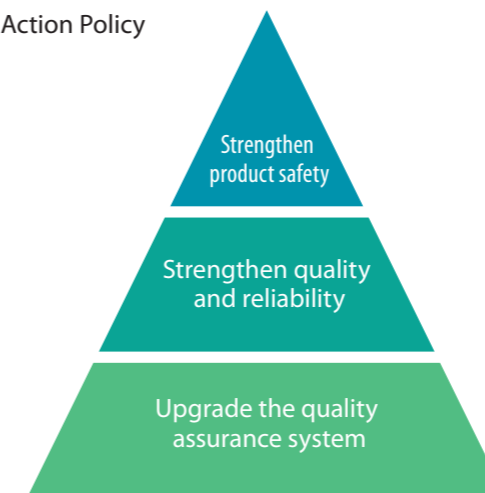 Action Policy
Strengthen
product safety
Strengthen quality
and reliability
Upgrade the quality
assurance system